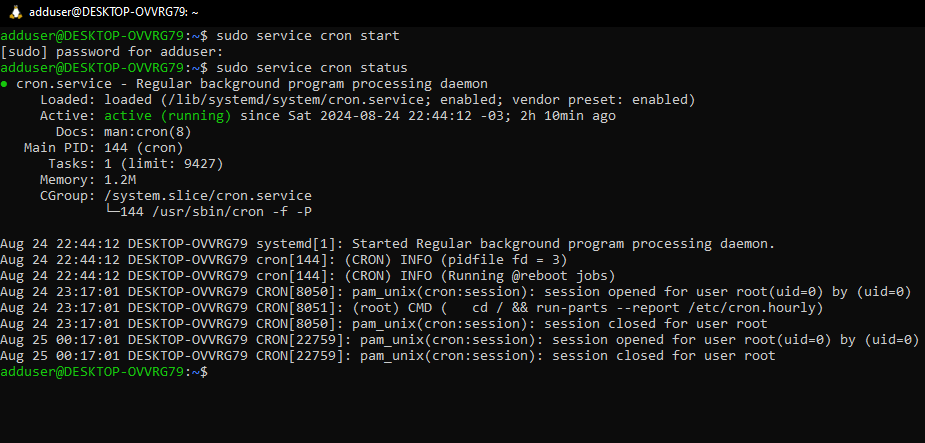 adduser@DESKTOP-OVVRG79: ~
adduser@DESKTOP-OVVRG79:~$ sudo service cron start
[sudo] password for adduser:
adduser@DESKTOP-OVVRG79:~$ sudo service cron status
● cron.service - Regular background program processing daemon
     Loaded: loaded (/lib/systemd/system/cron.service; enabled; vendor preset: enabled)
     Active: active (running) since Sat 2024-08-24 22:44:12 -03; 2h 10min ago
       Docs: man:cron(8)
   Main PID: 144 (cron)
      Tasks: 1 (limit: 9427)
     Memory: 1.2M
     CGroup: /system.slice/cron.service
             └─144 /usr/sbin/cron -f -P
Aug 24 22:44:12 DESKTOP-OVVRG79 systemd[1]: Started Regular background program processing daemon.
Aug 24 22:44:12 DESKTOP-OVVRG79 cron[144]: (CRON) INFO (pidfile fd = 3)
Aug 24 22:44:12 DESKTOP-OVVRG79 cron[144]: (CRON) INFO (Running @reboot jobs)
Aug 24 23:17:01 DESKTOP-OVVRG79 CRON[8050]: pam_unix(cron:session): session opened for user root(uid=0) by (uid=0)
Aug 24 23:17:01 DESKTOP-OVVRG79 CRON[8051]: (root) CMD (   cd / && run-parts --report /etc/cron.hourly)
Aug 24 23:17:01 DESKTOP-OVVRG79 CRON[8050]: pam_unix(cron:session): session closed for user root
Aug 25 00:17:01 DESKTOP-OVVRG79 CRON[22759]: pam_unix(cron:session): session opened for user root(uid=0) by (uid=0)
Aug 25 00:17:01 DESKTOP-OVVRG79 CRON[22759]: pam_unix(cron:session): session closed for user root
adduser@DESKTOP-OVVRG79:~$